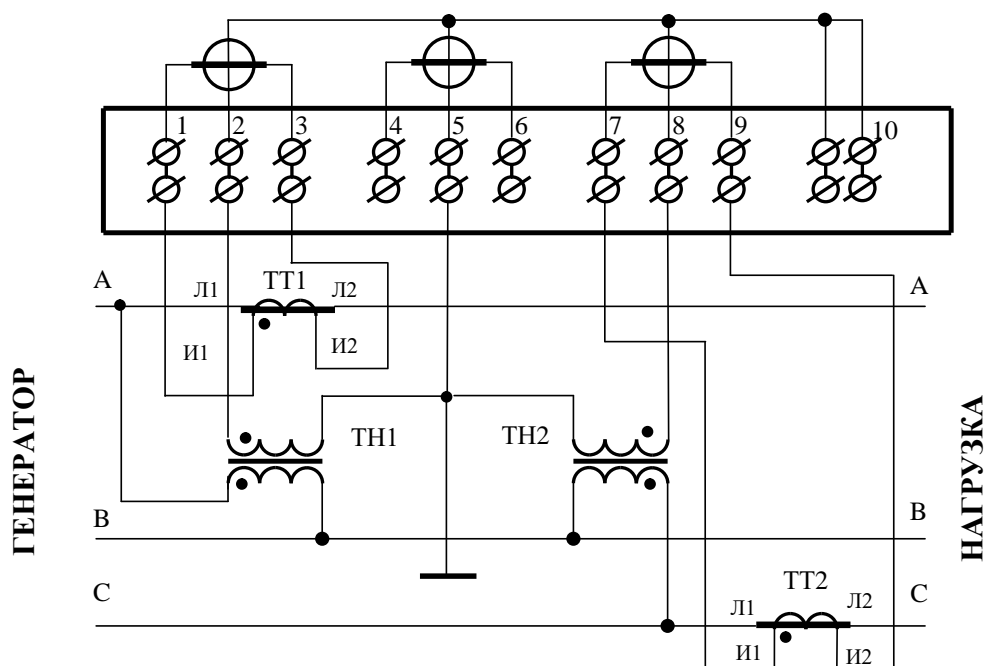 1 2 3 4 5 6 7 8 9 10
А ТТ1 А
Л1 Л2
И1 И2
ГЕНЕРАТОР
НАГРУЗКА
ТН1 ТН2
В В
С ТТ2 С
Л1 Л2
И1 И2